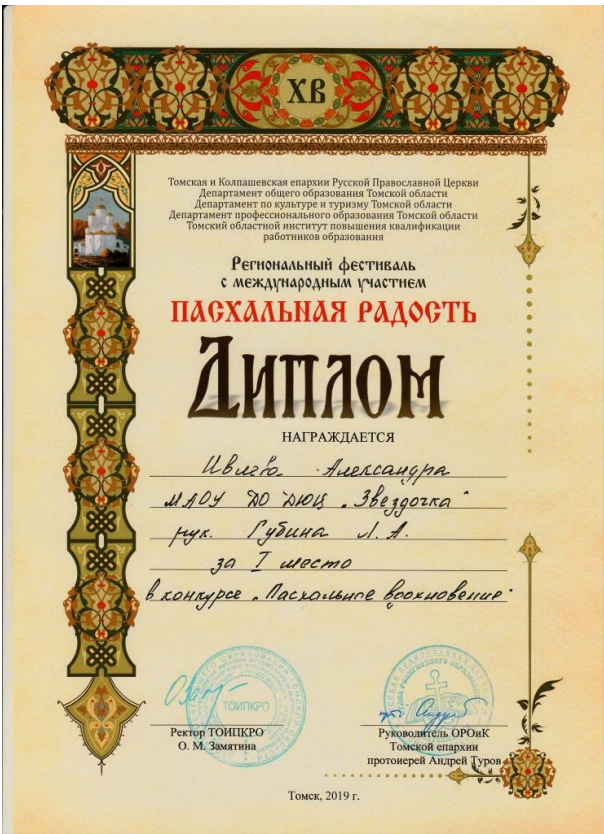 ХВ
Томская и Колпашевская епархии Русской Православной Церкви
Департамент общего образования Томской области
Департамент по культуре и туризму Томской области
Департамент профессионального образования Томской области
Томский областной институт повышения квалификации
работников образования
Региональный фестиваль
с международным участием
ПАСХАЛЬНАЯ РАДОСТЬ
Диплом
НАГРАЖДАЕТСЯ
Ивлева Александра
МАОУ ДО ДЮЦ „Звездочка“
рук. Губина Л. А.
за I место
в конкурсе „Пасхальное вдохновение“
ТОИПКРО
Ректор ТОИПКРО
О. М. Замятина
Руководитель ОРОиК
Томской епархии
протоиерей Андрей Туров
Томск, 2019 г.